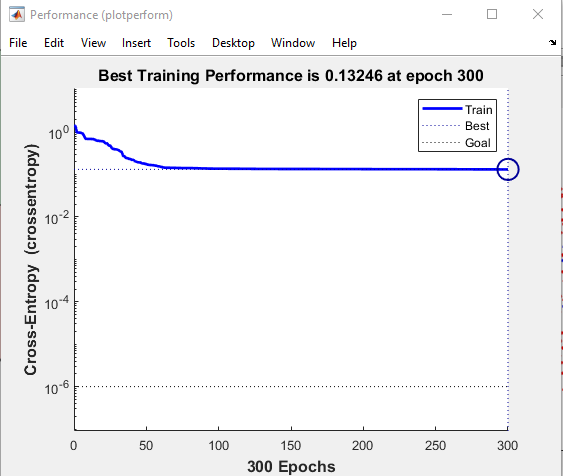 Performance (plotperform)
File Edit View Insert Tools Desktop Window Help
Best Training Performance is 0.13246 at epoch 300
Train
Best
Goal
10^0
10^-2
10^-4
10^-6
Cross-Entropy (crossentropy)
0 50 100 150 200 250 300
300 Epochs